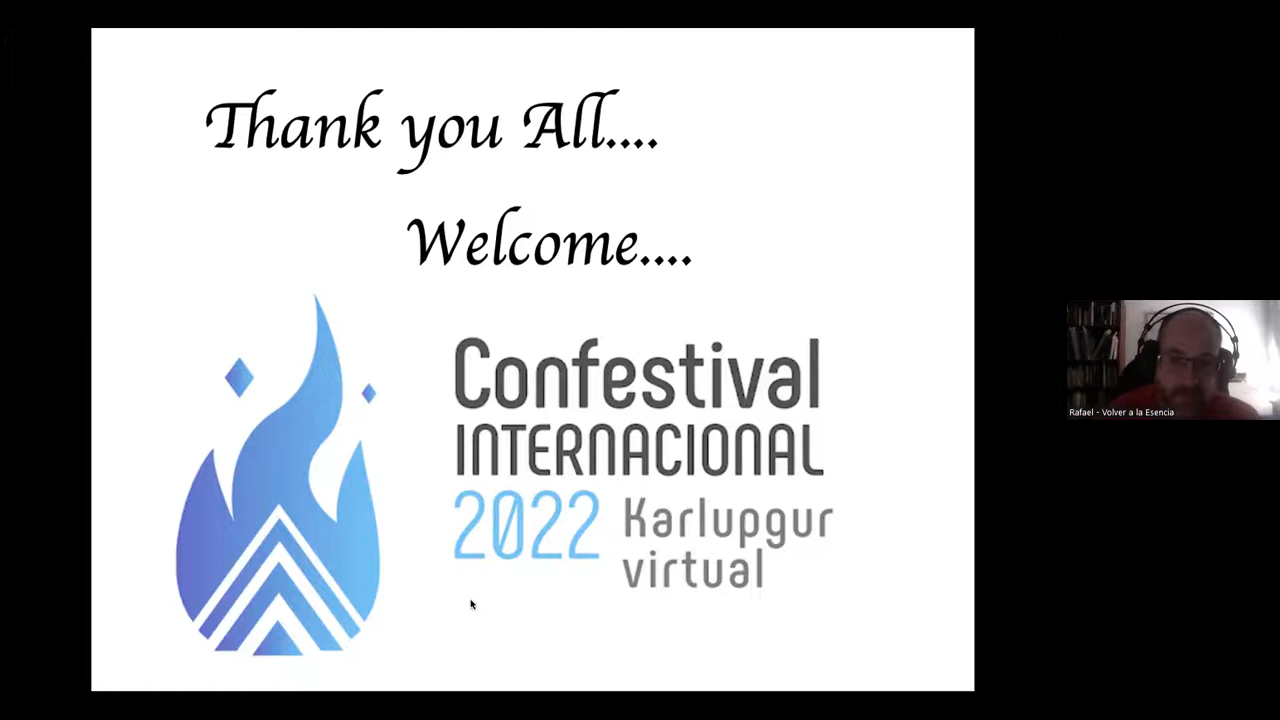 Thank you All....
Welcome....
Confestival
INTERNACIONAL
2022 Karlupgur
virtual
Rafael - Volver a la Esencia